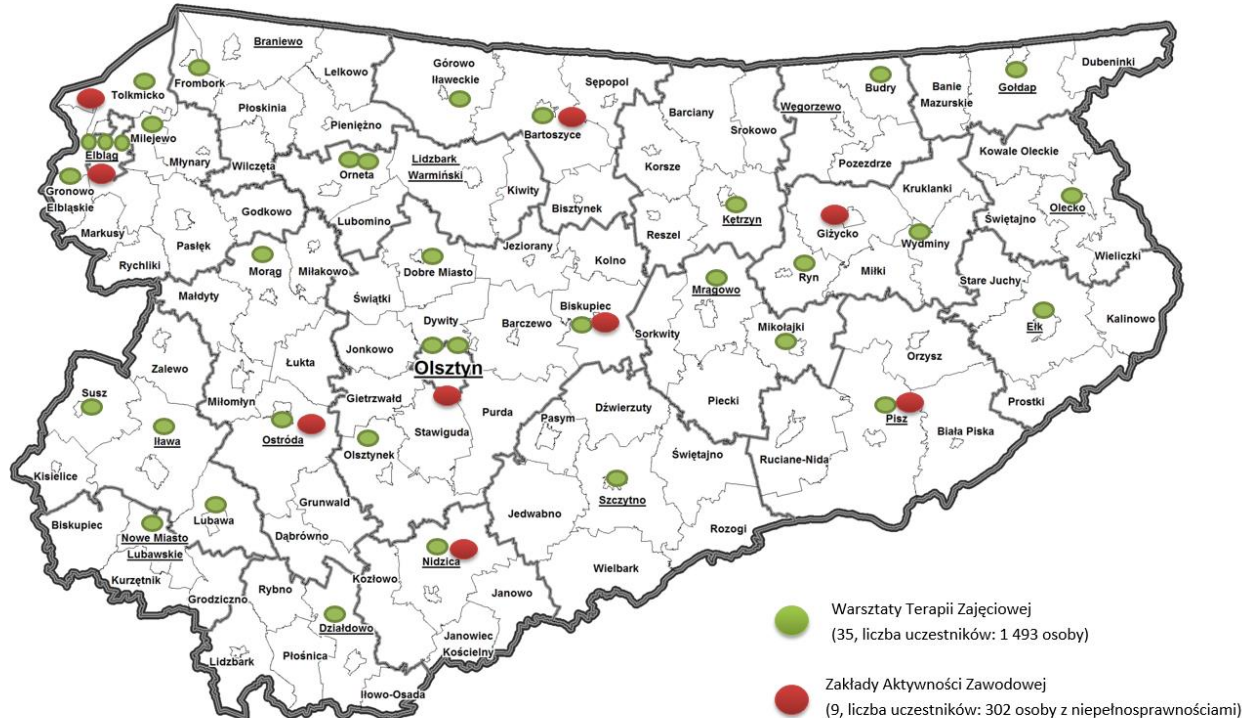 Braniewo
Frombork
Lelkowo
Tolkmicko
Płoskinia
Pieniężno
Górowo
Iławeckie
Sępopol
Bartoszyce
Barciany
Srokowo
Węgorzewo
Budry
Banie
Mazurskie
Gołdap
Dubeninki
Milejewo
Elbląg
Młynary
Wilczęta
Orneta
Lidzbark
Warmiński
Kiwity
Bisztynek
Korsze
Pozezdrze
Kowale Oleckie
Kruklanki
Gronowo
Elbląskie
Markusy
Pasłęk
Godkowo
Lubomino
Reszel
Kętrzyn
Giżycko
Wydminy
Świętajno
Olecko
Rychliki
Morąg
Miłakowo
Dobre Miasto
Jeziorany
Kolno
Mrągowo
Ryn
Miłki
Stare Juchy
Wieliczki
Małdyty
Świątki
Dywity
Barczewo
Biskupiec
Sorkwity
Mikołajki
Orzysz
Ełk
Kalinowo
Zalewo
Łukta
Jonkowo
Olsztyn
Susz
Miłomłyn
Gietrzwałd
Purda
Pasym
Dźwierzuty
Piecki
Pisz
Prostki
Iława
Ostróda
Olsztynek
Stawiguda
Świętajno
Ruciane-Nida
Biała Piska
Kisielice
Szczytno
Biskupiec
Nowe Miasto
Lubawskie
Lubawa
Grunwald
Dąbrówno
Jedwabno
Rozogi
Kurzętnik
Grodziczno
Rybno
Kozłowo
Nidzica
Janowo
Wielbark
Działdowo
Lidzbark
Płośnica
Janowiec
Kościelny
Iłowo-Osada
Warsztaty Terapii Zajęciowej
(35, liczba uczestników: 1 493 osoby)
Zakłady Aktywności Zawodowej
(9, liczba uczestników: 302 osoby z niepełnosprawnościami)